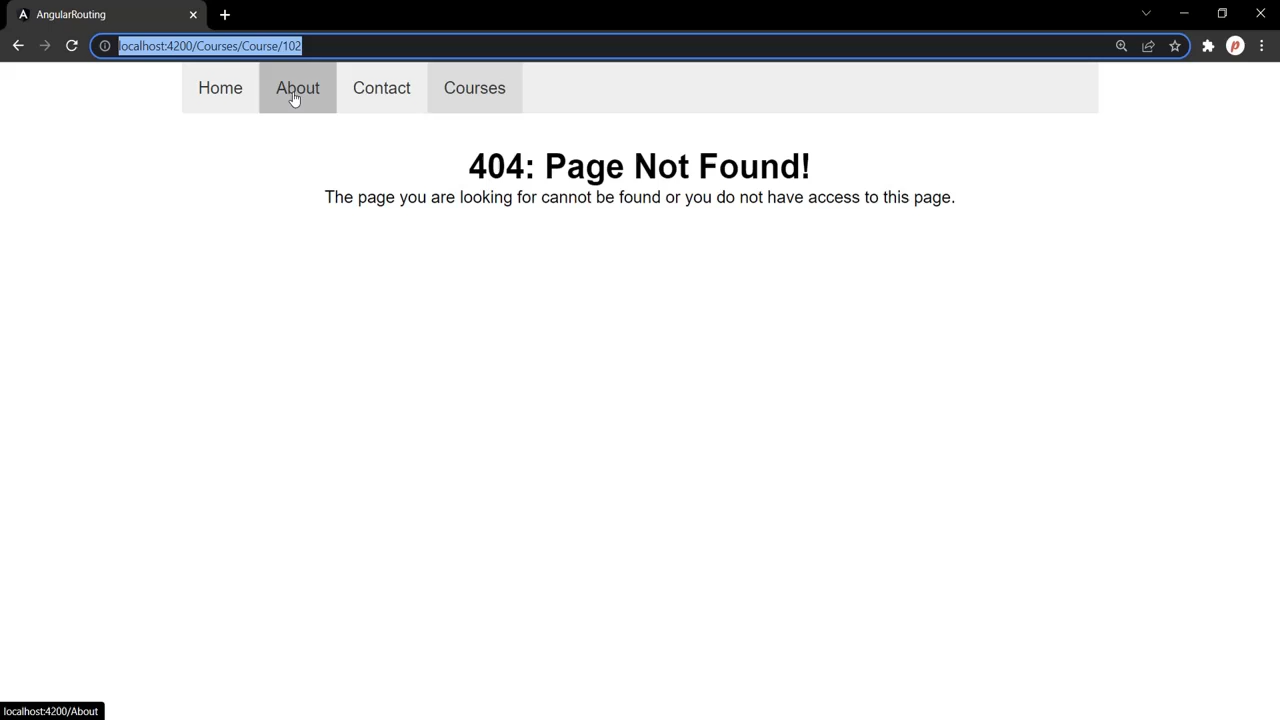 AngularRouting
localhost:4200/Courses/Course/102
Home About Contact Courses
404: Page Not Found!
The page you are looking for cannot be found or you do not have access to this page.
localhost:4200/About